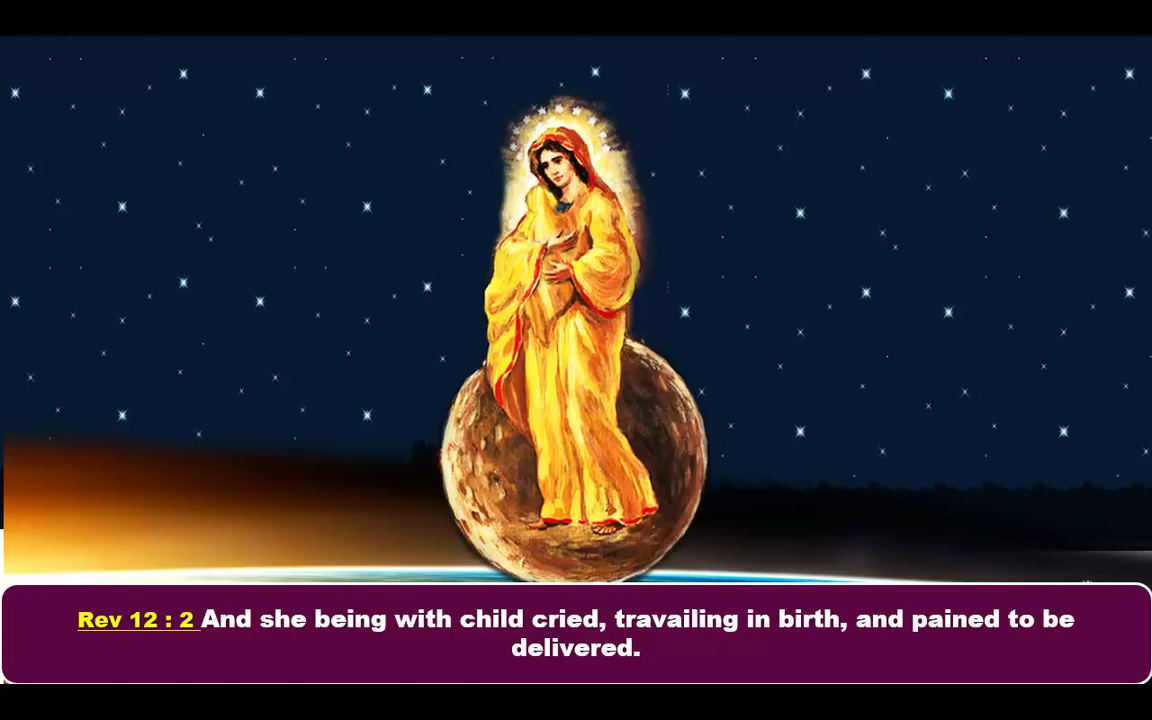 Rev 12 : 2 And she being with child cried, travailing in birth, and pained to be
delivered.